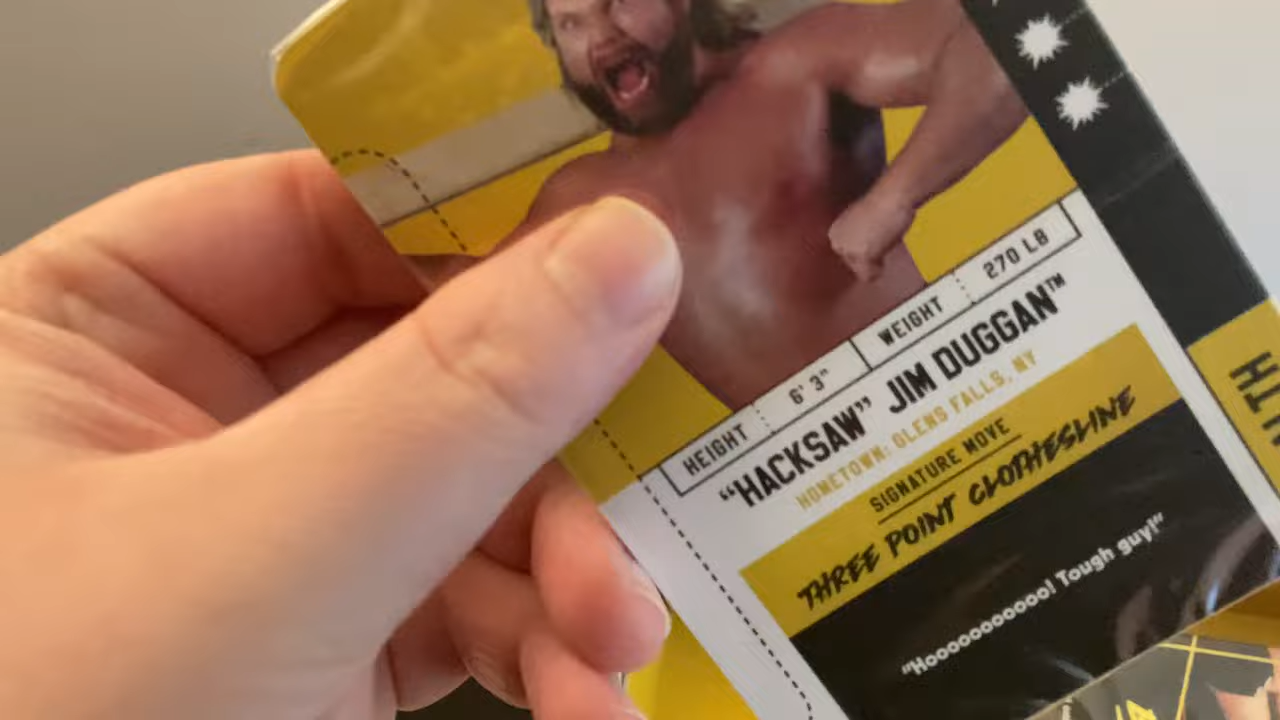 HEIGHT 6' 3" WEIGHT 270 LB
"HACKSAW" JIM DUGGAN™
HOMETOWN: GLENS FALLS, NY
SIGNATURE MOVE
THREE POINT CLOTHESLINE
"Hooooooooooo! Tough guy!"